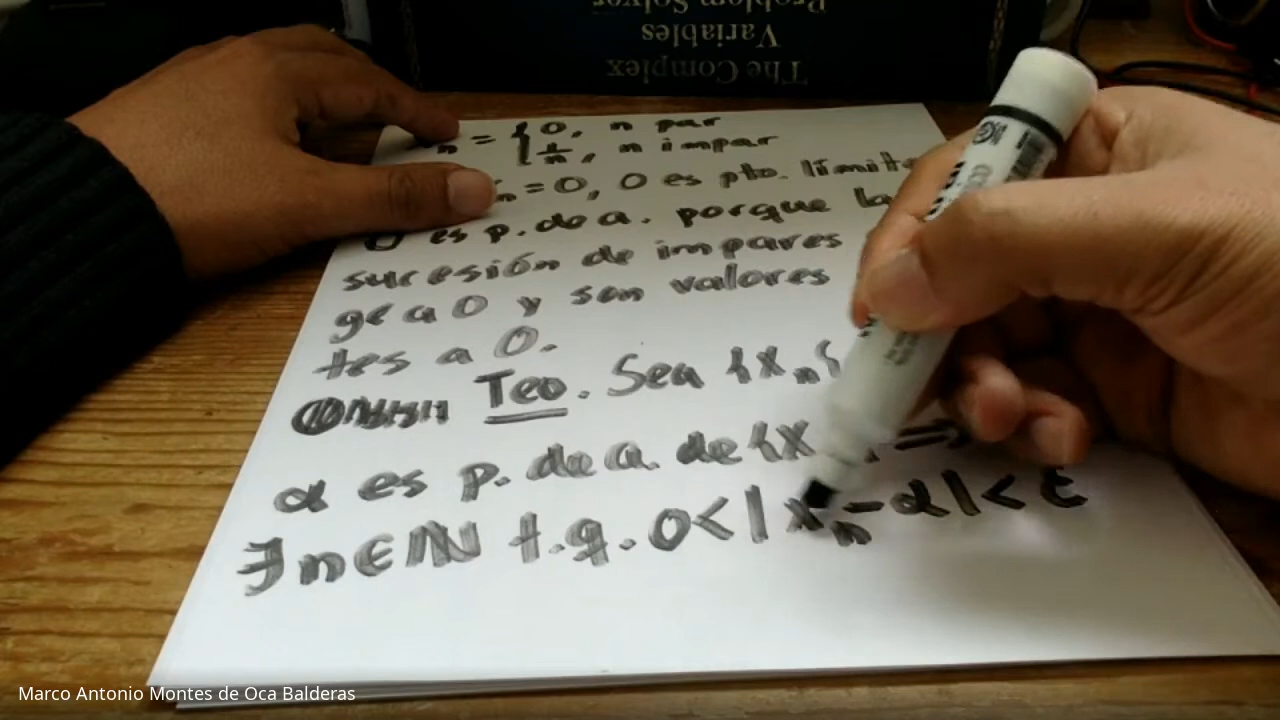 The Complex
Variables
Problem Solver
n = { 0, n par
1/n, n impar
n = 0, 0 es pto. límite
0 es p. de a. porque la
sucesión de impares
ge a 0 y son valores
tes a 0.
Teo. Sea {x_n}
α es p. de a. de {x ⇒
∃n∈ℕ t.q. 0<|x_n-α|<ε
Marco Antonio Montes de Oca Balderas